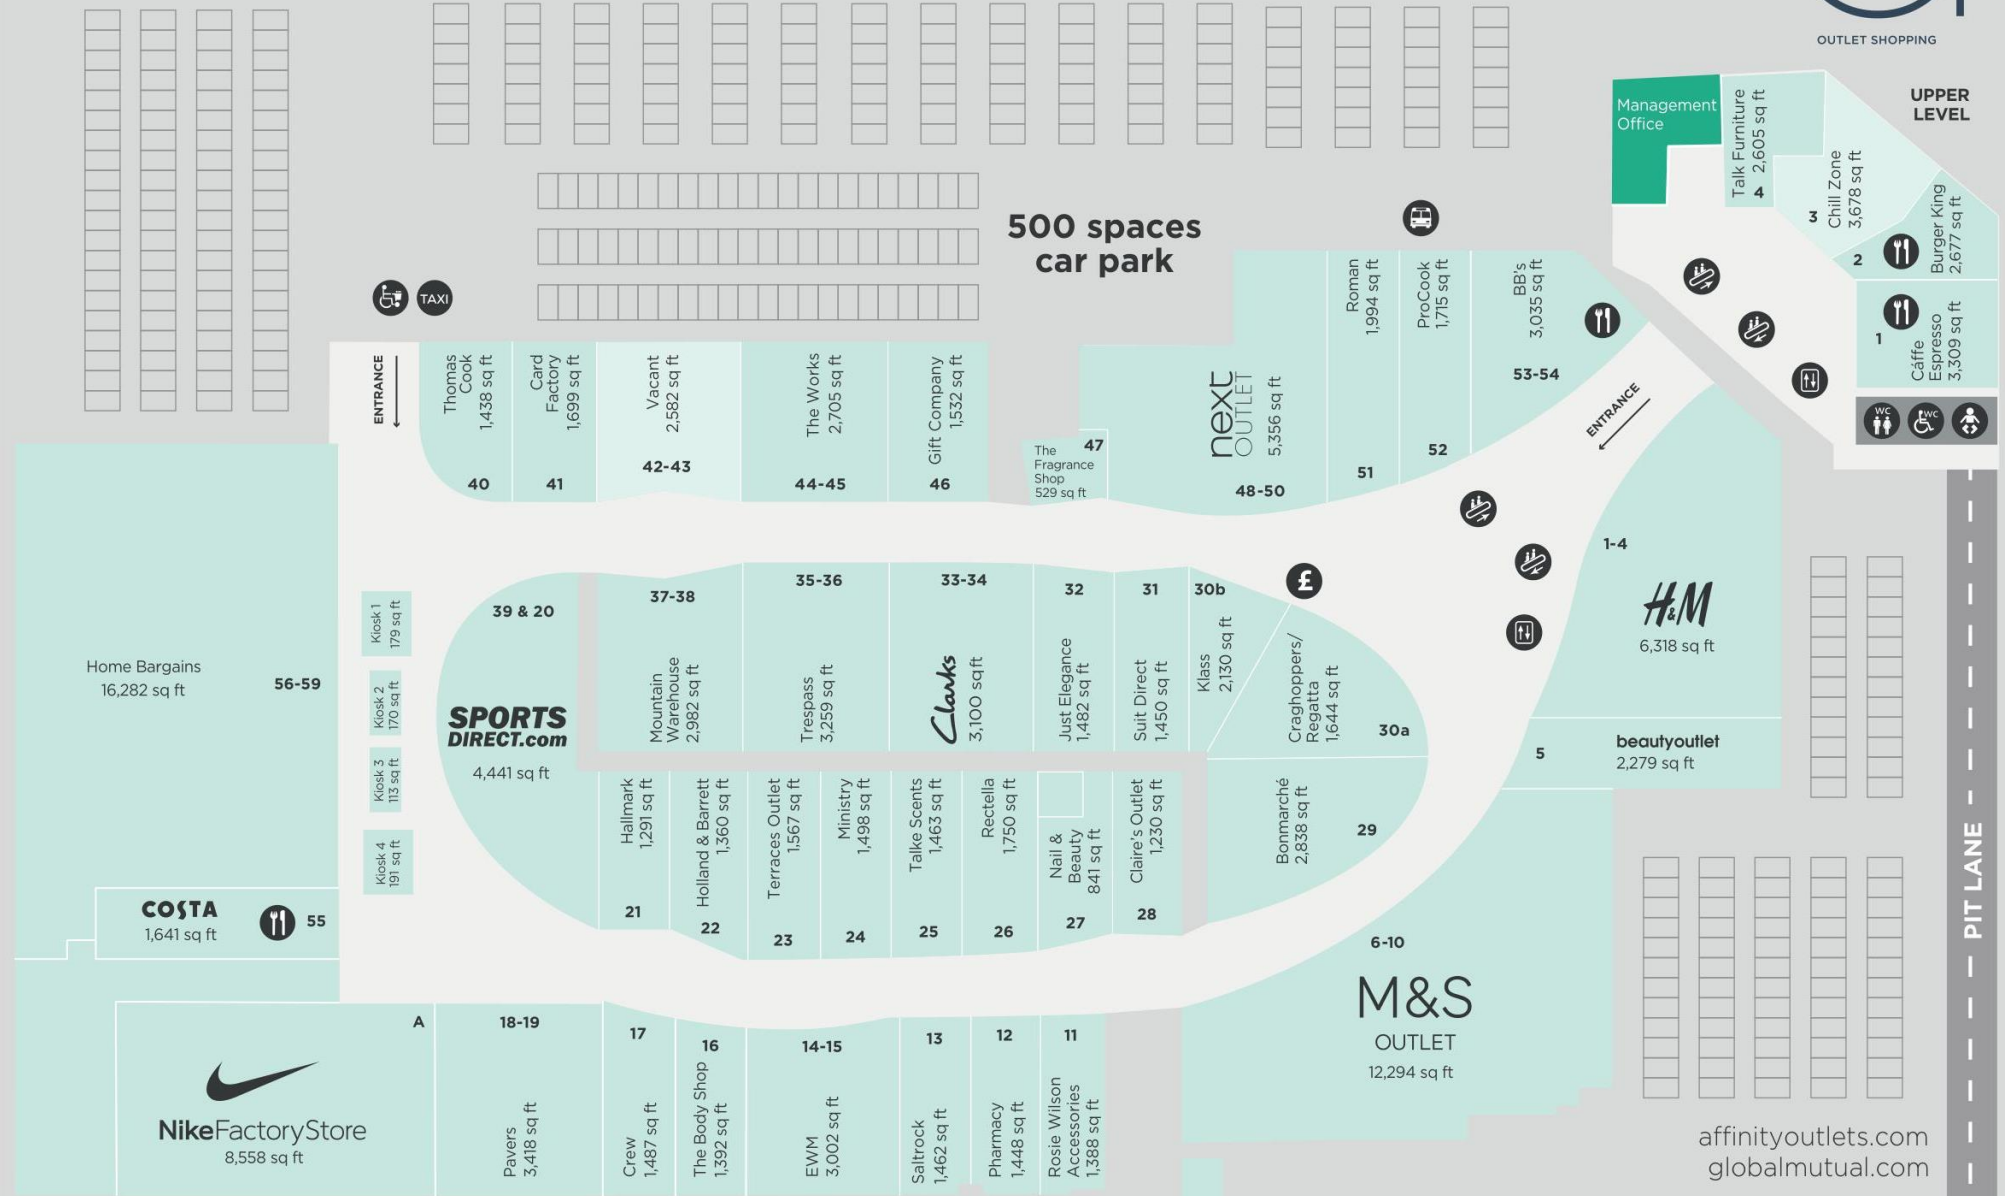 OUTLET SHOPPING
UPPER
LEVEL
Management
Office
Talk Furniture
2,605 sq ft
4
Chill Zone
3,678 sq ft
3
Burger King
2,677 sq ft
2
Cáffe
Espresso
3,309 sq ft
1
WC
WC
500 spaces
car park
TAXI
ENTRANCE
Thomas
Cook
1,438 sq ft
40
Card
Factory
1,699 sq ft
41
Vacant
2,582 sq ft
42-43
The Works
2,705 sq ft
44-45
Gift Company
1,532 sq ft
46
The
Fragrance
Shop
529 sq ft
47
next
OUTLET
5,356 sq ft
48-50
Roman
1,994 sq ft
51
ProCook
1,715 sq ft
52
BB's
3,035 sq ft
53-54
ENTRANCE
Home Bargains
16,282 sq ft
56-59
Kiosk 1
179 sq ft
Kiosk 2
170 sq ft
Kiosk 3
113 sq ft
Kiosk 4
191 sq ft
39 & 20
SPORTS
DIRECT.com
4,441 sq ft
37-38
Mountain
Warehouse
2,982 sq ft
35-36
Trespass
3,259 sq ft
33-34
Clarks
3,100 sq ft
32
Just Elegance
1,482 sq ft
31
Suit Direct
1,450 sq ft
30b
Klass
2,130 sq ft
£
Craghoppers/
Regatta
1,644 sq ft
30a
1-4
H&M
6,318 sq ft
5
beautyoutlet
2,279 sq ft
Hallmark
1,291 sq ft
21
Holland & Barrett
1,360 sq ft
22
Terraces Outlet
1,567 sq ft
23
Ministry
1,498 sq ft
24
Talke Scents
1,463 sq ft
25
Rectella
1,750 sq ft
26
Nail &
Beauty
841 sq ft
27
Claire's Outlet
1,230 sq ft
28
Bonmarché
2,838 sq ft
29
COSTA
1,641 sq ft
55
6-10
M&S
OUTLET
12,294 sq ft
A
NikeFactoryStore
8,558 sq ft
18-19
Pavers
3,418 sq ft
17
Crew
1,487 sq ft
16
The Body Shop
1,392 sq ft
14-15
EWM
3,002 sq ft
13
Saltrock
1,462 sq ft
12
Pharmacy
1,448 sq ft
11
Rosie Wilson
Accessories
1,388 sq ft
PIT LANE
affinityoutlets.com
globalmutual.com